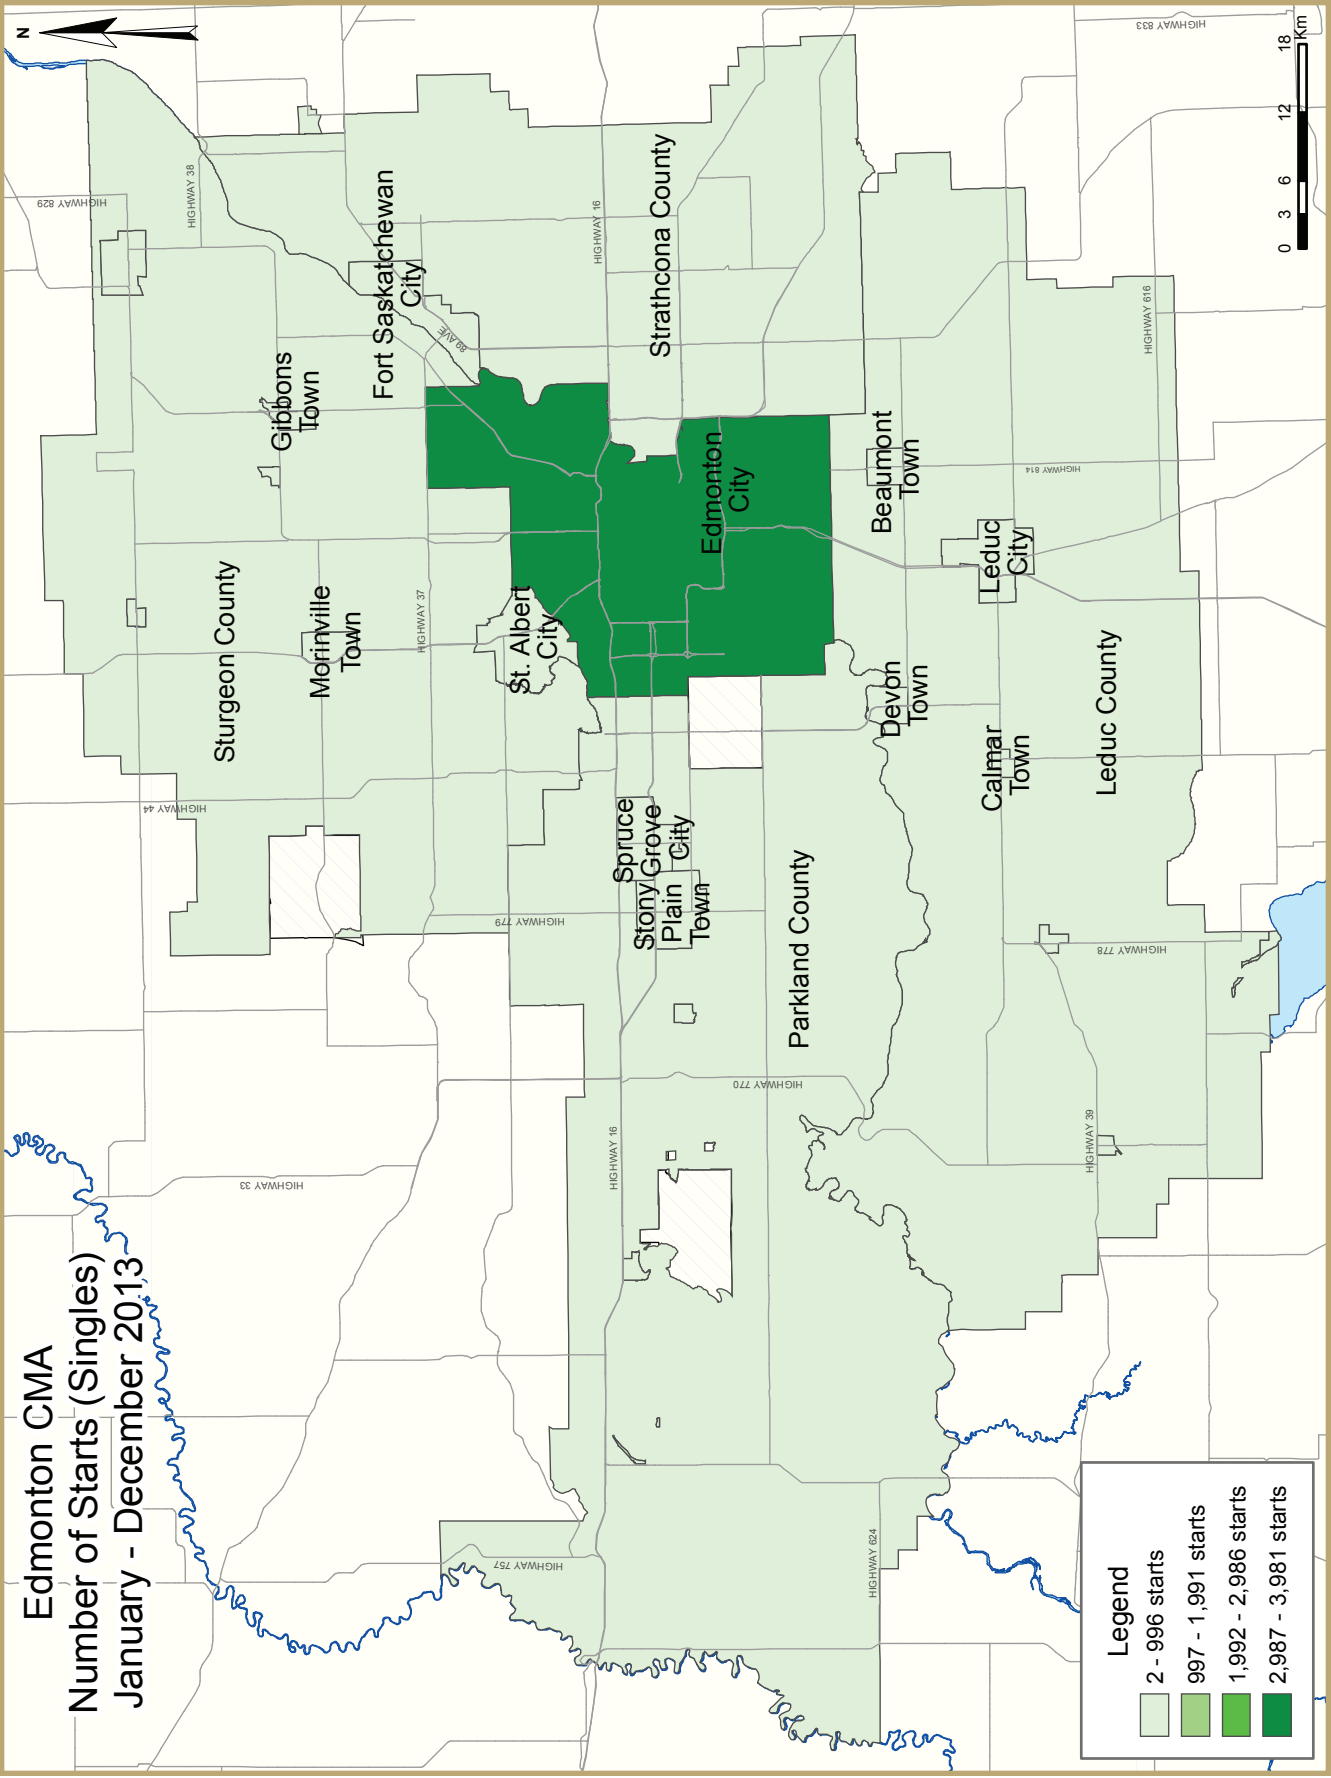 Edmonton CMA
Number of Starts (Singles)
January - December 2013
N
HIGHWAY 829
HIGHWAY 38
Gibbons
Town
Fort Saskatchewan
City
89 AVE
HIGHWAY 16
Strathcona County
HIGHWAY 833
Sturgeon County
Morinville
Town
HIGHWAY 37
HIGHWAY 44
St. Albert
City
Edmonton
City
Beaumont
Town
HIGHWAY 814
HIGHWAY 616
Leduc
City
HIGHWAY 779
Spruce
Grove
City
Stony
Plain
Town
Parkland County
Devon
Town
Calmar
Town
Leduc County
HIGHWAY 778
HIGHWAY 33
HIGHWAY 16
HIGHWAY 770
HIGHWAY 39
HIGHWAY 757
HIGHWAY 624
Legend
2 - 996 starts
997 - 1,991 starts
1,992 - 2,986 starts
2,987 - 3,981 starts
0 3 6 12 18
Km